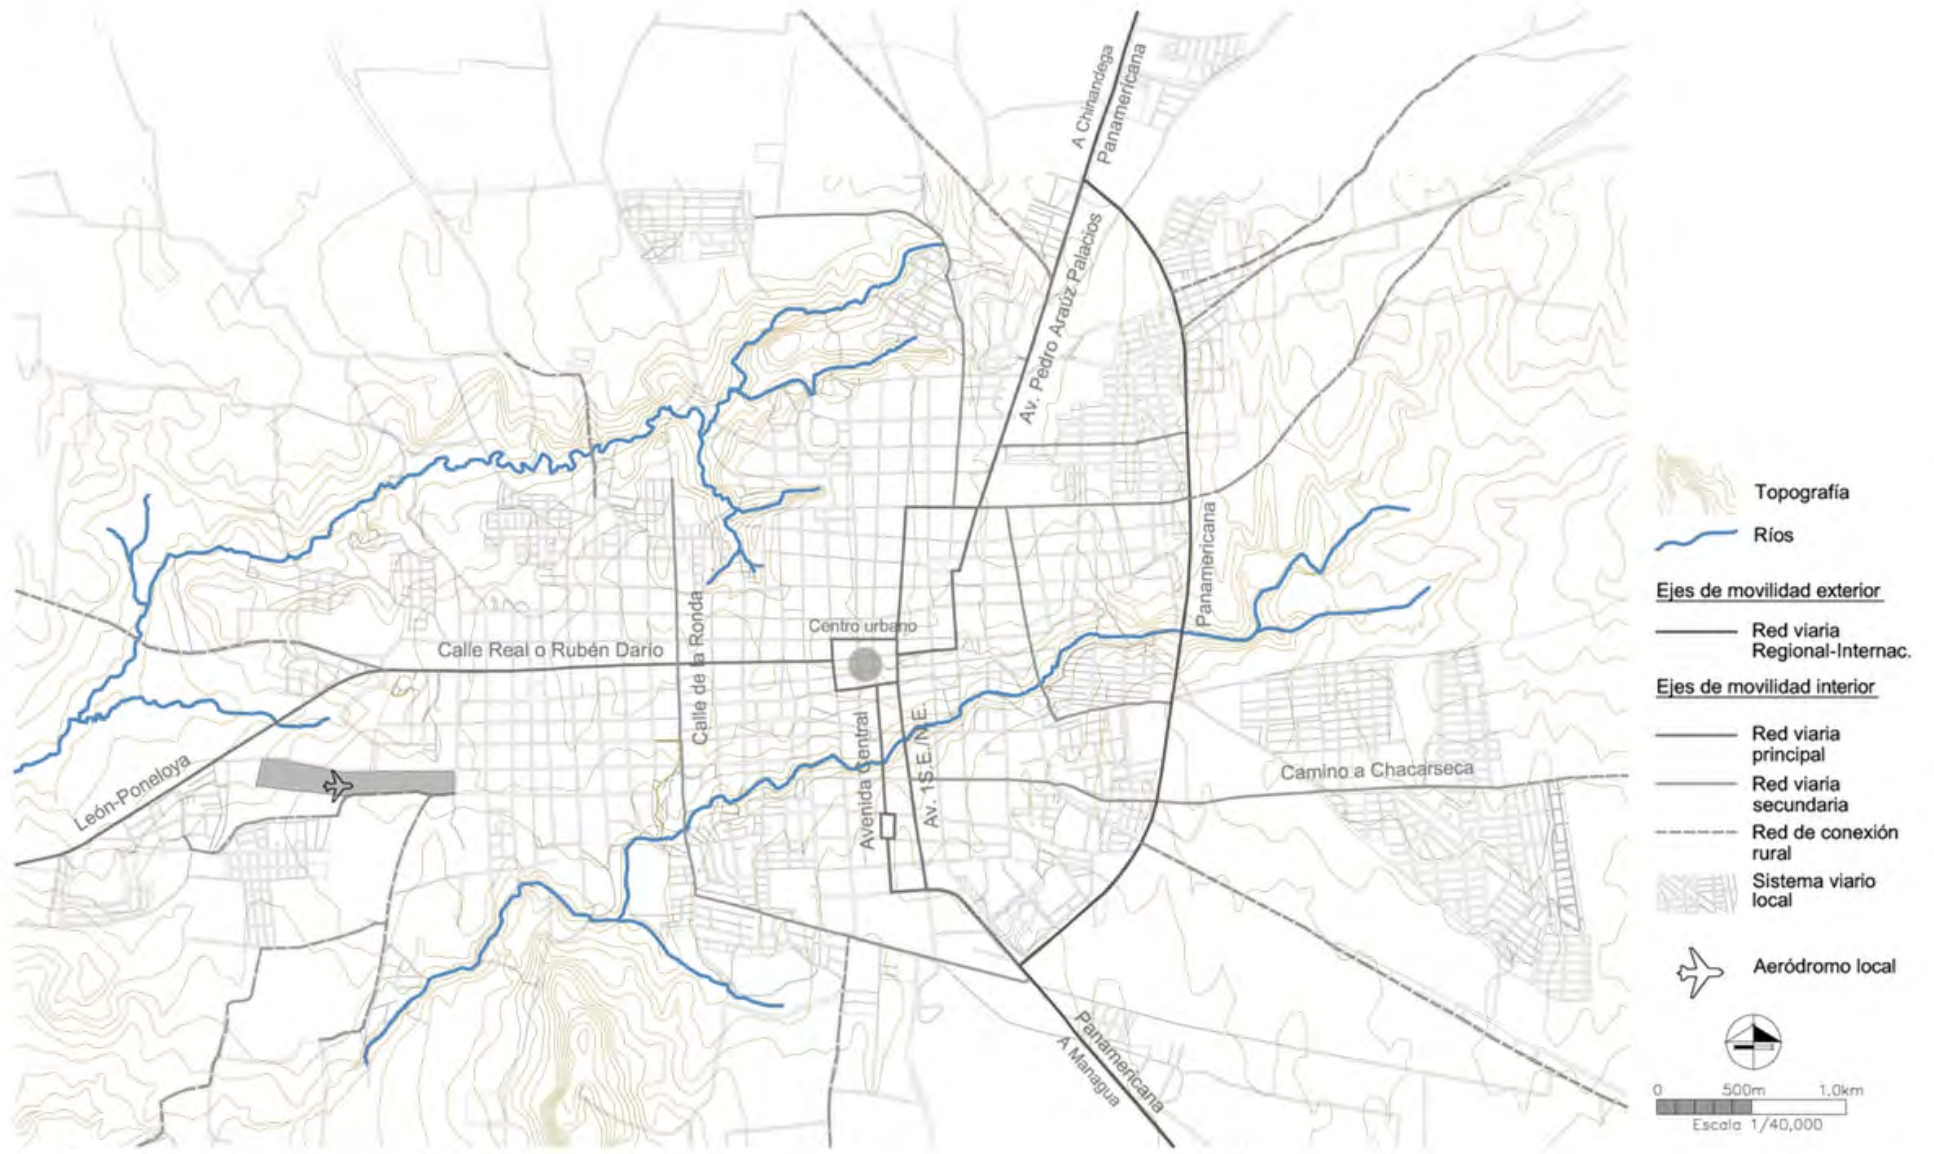 A Chinandega
Panamericana
Av. Pedro Araúz Palacios
Panamericana
Centro urbano
Calle Real o Rubén Dario
Calle de la Ronda
Avenida Central
Av. 1S.E./N.E.
León-Poneloya
Camino a Chacarseca
Panamericana
A Managua
Topografía
Ríos
Ejes de movilidad exterior
Red viaria
Regional-Internac.
Ejes de movilidad interior
Red viaria
principal
Red viaria
secundaria
Red de conexión
rural
Sistema viario
local
Aeródromo local
0 500m 1.0km
Escala 1/40,000